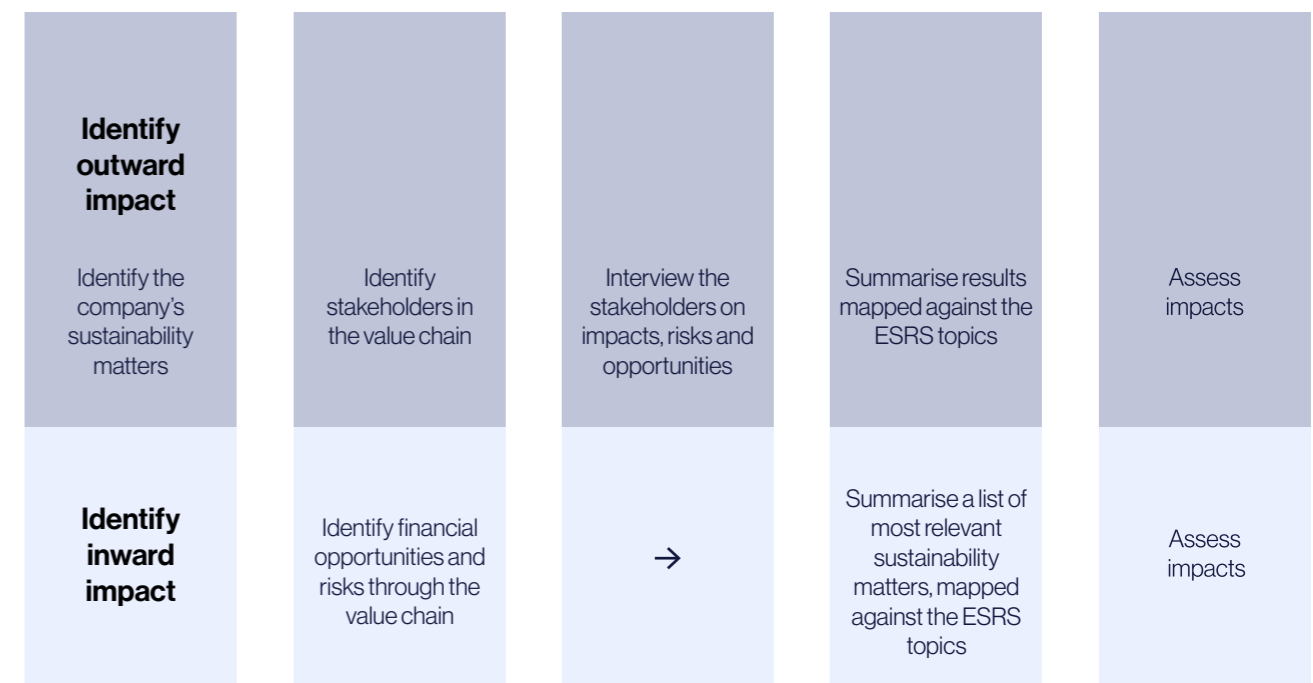 Identify
outward
impact
Identify the
company's
sustainability
matters
Identify
stakeholders in
the value chain
Interview the
stakeholders on
impacts, risks and
opportunities
Summarise results
mapped against the
ESRS topics
Assess
impacts
Identify
inward
impact
Identify financial
opportunities and
risks through the
value chain
→
Summarise a list of
most relevant
sustainability
matters, mapped
against the ESRS
topics
Assess
impacts